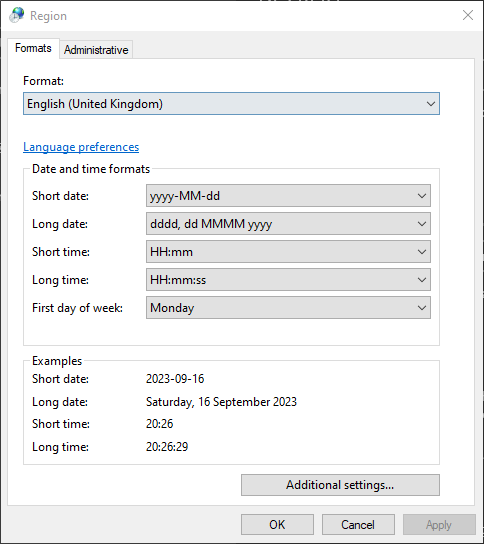 Region
Formats Administrative
Format:
English (United Kingdom)
Language preferences
Date and time formats
Short date: yyyy-MM-dd
Long date: dddd, dd MMMM yyyy
Short time: HH:mm
Long time: HH:mm:ss
First day of week: Monday
Examples
Short date: 2023-09-16
Long date: Saturday, 16 September 2023
Short time: 20:26
Long time: 20:26:29
Additional settings...
OK Cancel Apply